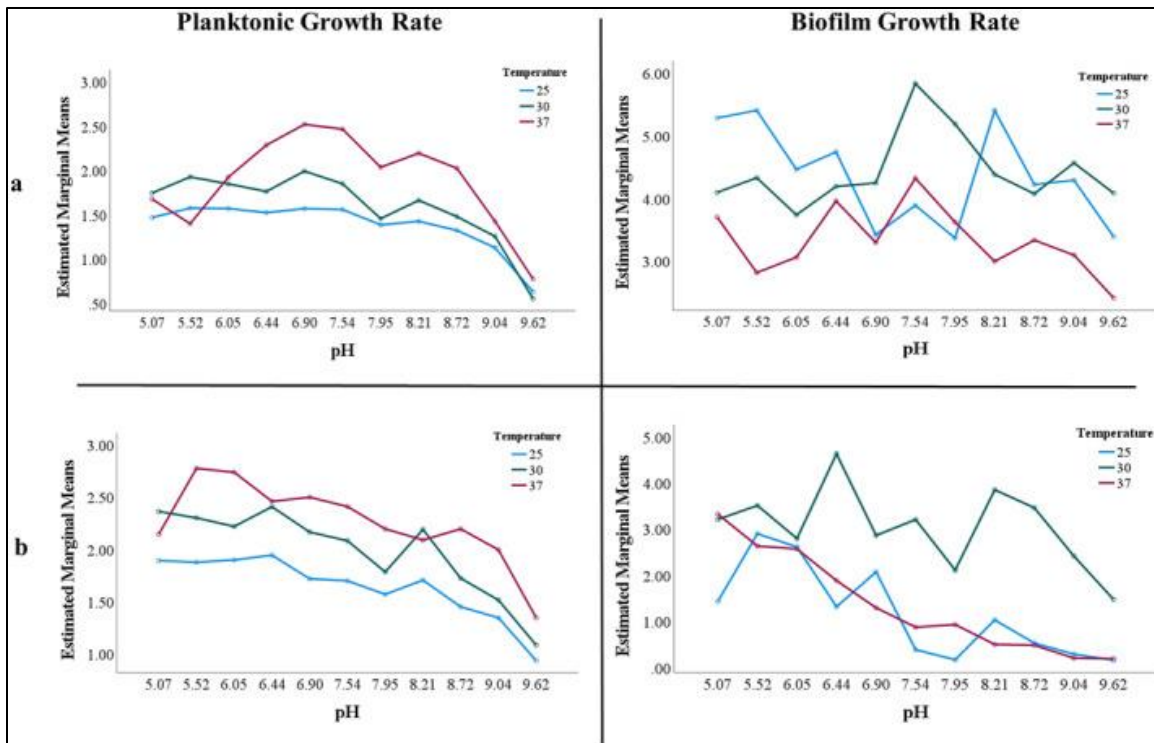 Planktonic Growth Rate
Biofilm Growth Rate
a
Estimated Marginal Means
3.00
2.50
2.00
1.50
1.00
.50
Temperature
25
30
37
5.07 5.52 6.05 6.44 6.90 7.54 7.95 8.21 8.72 9.04 9.62
pH
Estimated Marginal Means
6.00
5.00
4.00
3.00
Temperature
25
30
37
5.07 5.52 6.05 6.44 6.90 7.54 7.95 8.21 8.72 9.04 9.62
pH
b
Estimated Marginal Means
3.00
2.50
2.00
1.50
1.00
Temperature
25
30
37
5.07 5.52 6.05 6.44 6.90 7.54 7.95 8.21 8.72 9.04 9.62
pH
Estimated Marginal Means
5.00
4.00
3.00
2.00
1.00
.00
Temperature
25
30
37
5.07 5.52 6.05 6.44 6.90 7.54 7.95 8.21 8.72 9.04 9.62
pH